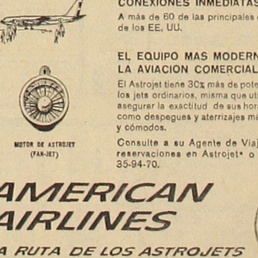 CONEXIONES INMEDIATAS
A más de 60 de las principales
de los EE. UU.
EL EQUIPO MAS MODERN
LA AVIACION COMERCIAL
El Astrojet tiene 30% más de poten
los jets ordinarios, misma que ut
asegurar la exactitud de sus hora
como despegues y aterrizajes má
y cómodos.
MOTOR DE ASTROJET
(FAN-JET)
Consulte a su Agente de Viaj
reservaciones en Astrojet* o
35-94-70.
AMERICAN
AIRLINES
A RUTA DE LOS ASTROJETS